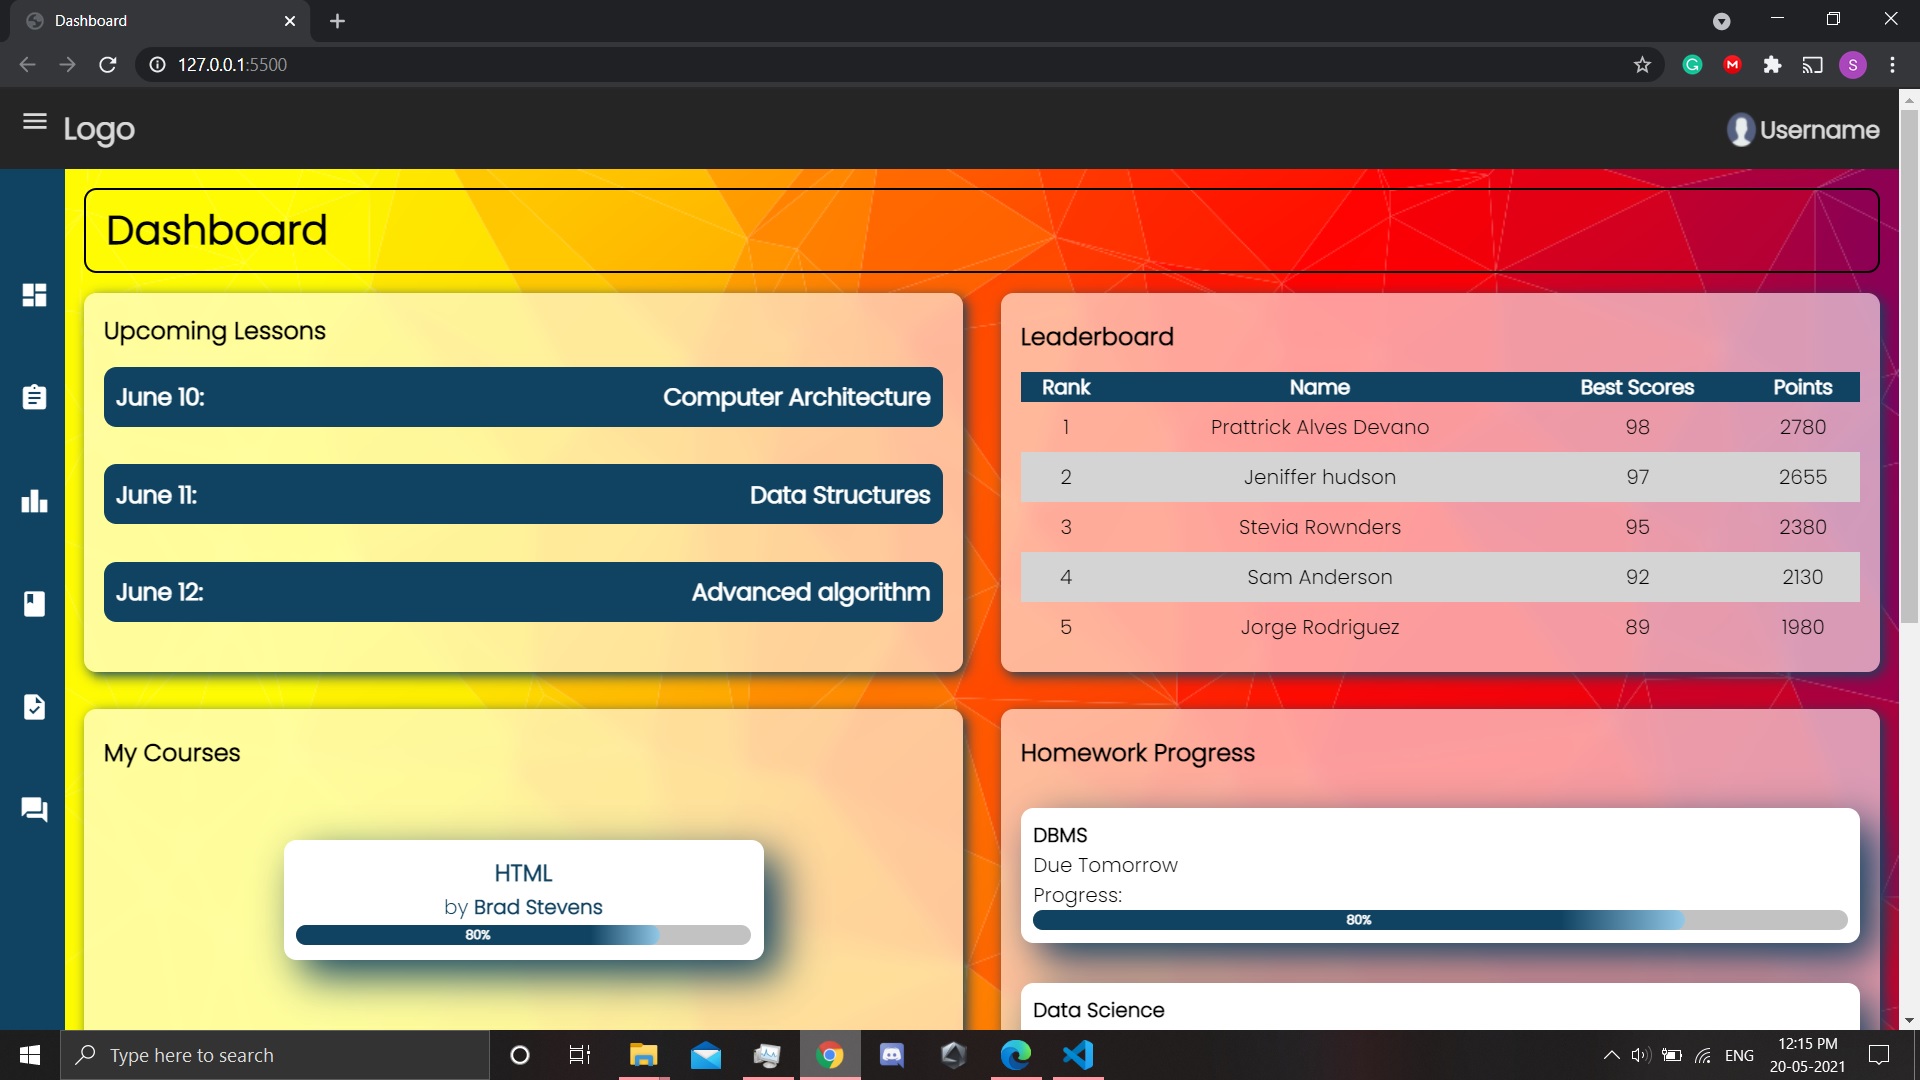 Dashboard
127.0.0.1:5500
S
Logo
Username
Dashboard
Upcoming Lessons
June 10: Computer Architecture
June 11: Data Structures
June 12: Advanced algorithm
Leaderboard
Rank Name Best Scores Points
1 Prattrick Alves Devano 98 2780
2 Jeniffer hudson 97 2655
3 Stevia Rownders 95 2380
4 Sam Anderson 92 2130
5 Jorge Rodriguez 89 1980
My Courses
HTML
by Brad Stevens
80%
Homework Progress
DBMS
Due Tomorrow
Progress:
80%
Data Science
Type here to search
ENG
12:15 PM
20-05-2021